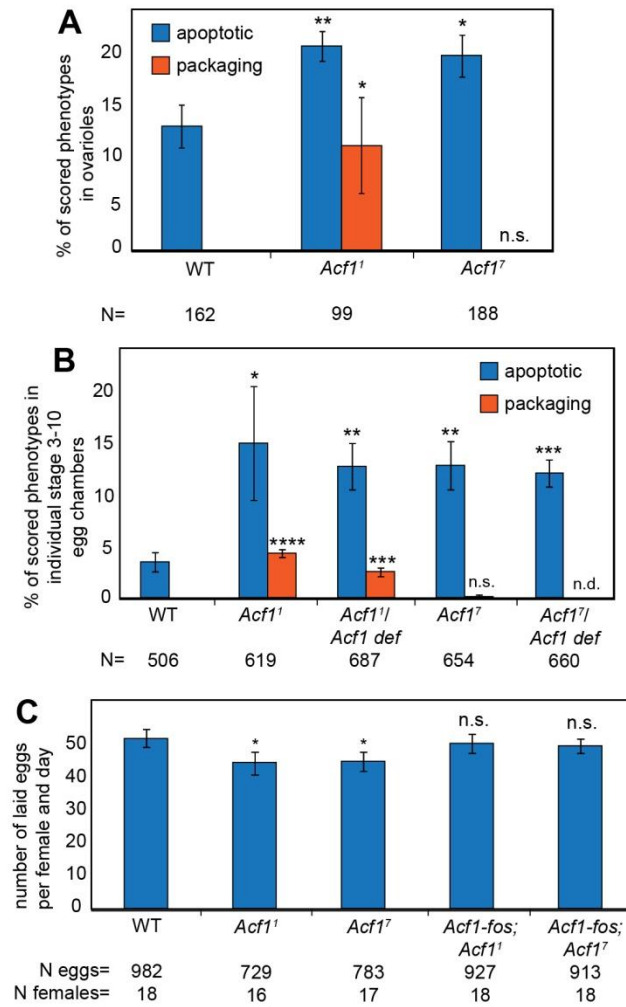 A
apoptotic
packaging
**
*
*
n.s.
% of scored phenotypes
in ovarioles
20
15
10
5
0
WT
Acf1¹
Acf1⁷
N= 162 99 188
B
apoptotic
packaging
*
****
**
***
**
n.s.
***
n.d.
% of scored phenotypes in
individual stage 3-10
egg chambers
20
15
10
5
0
WT
Acf1¹
Acf1¹/
Acf1 def
Acf1⁷
Acf1⁷/
Acf1 def
N= 506 619 687 654 660
C
*
*
n.s.
n.s.
number of laid eggs
per female and day
50
40
30
20
10
0
WT
Acf1¹
Acf1⁷
Acf1-fos;
Acf1¹
Acf1-fos;
Acf1⁷
N eggs= 982 729 783 927 913
N females= 18 16 17 18 18